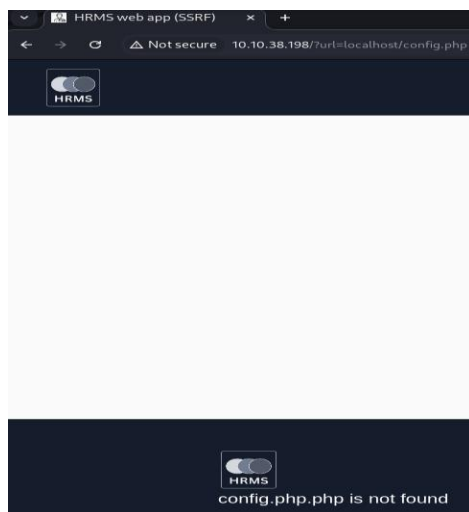 HRMS web app (SSRF)
Not secure 10.10.38.198/?url=localhost/config.php
HRMS
HRMS
config.php.php is not found